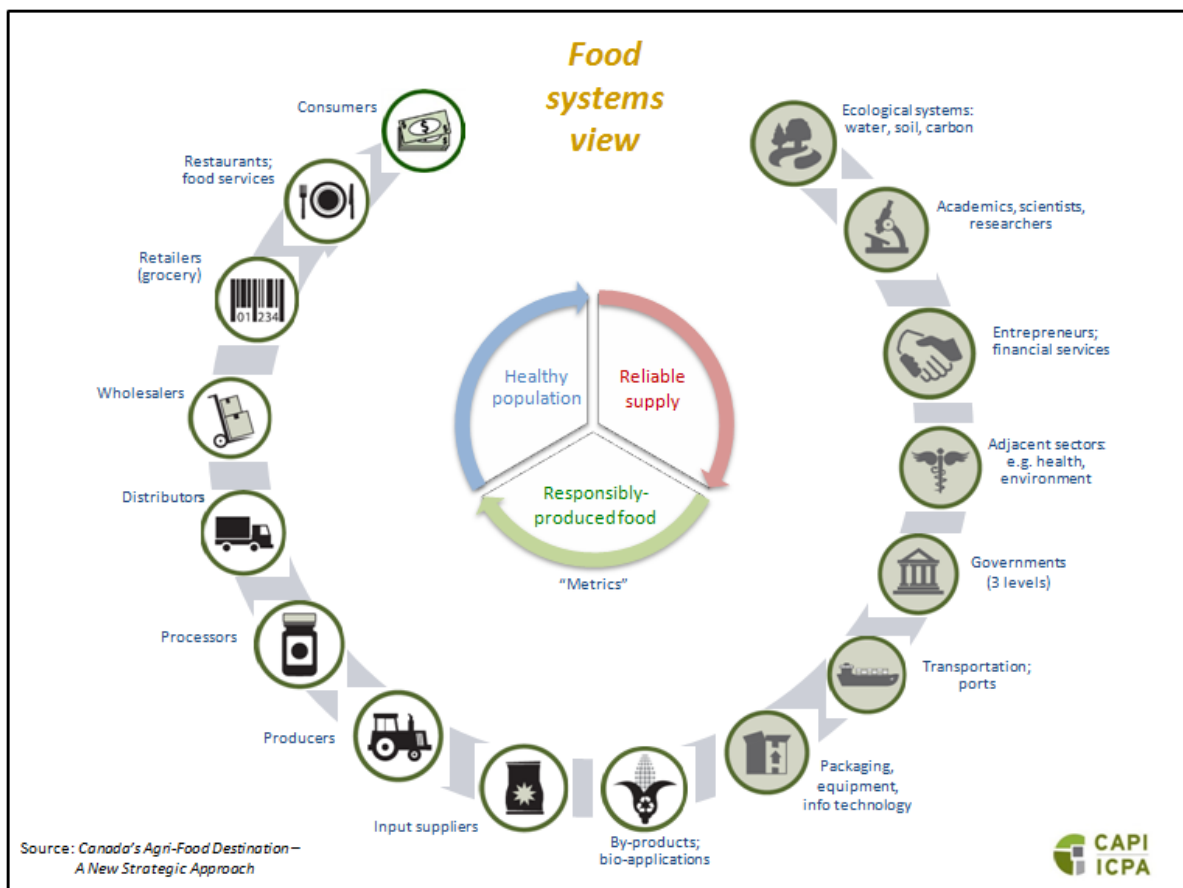 Food
systems
view
Consumers
Restaurants;
food services
Retailers
(grocery)
01 234
Wholesalers
Distributors
Processors
Producers
Input suppliers
By-products;
bio-applications
Packaging,
equipment,
info technology
Transportation;
ports
Governments
(3 levels)
Adjacent sectors:
e.g. health,
environment
Entrepreneurs;
financial services
Academics, scientists,
researchers
Ecological systems:
water, soil, carbon
$
Healthy
population
Reliable
supply
Responsibly-
produced food
“Metrics”
Source: Canada's Agri-Food Destination –
A New Strategic Approach
CAPI
ICPA